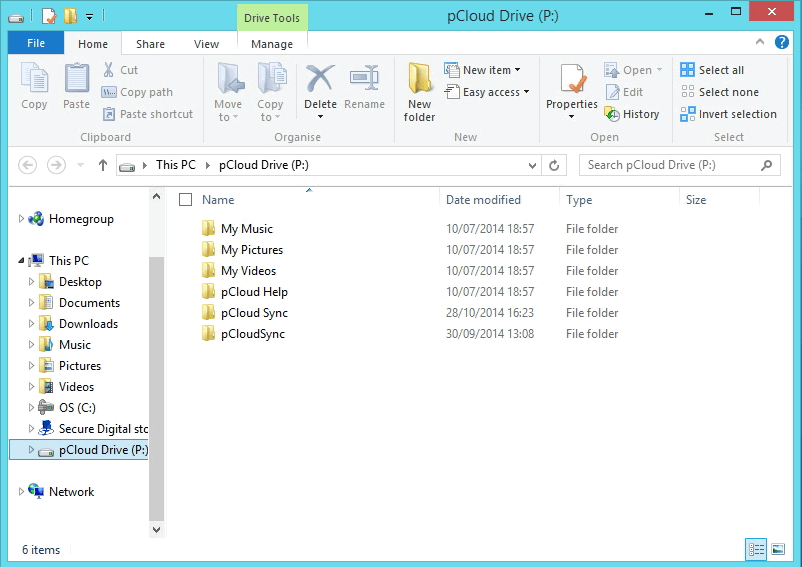 Drive Tools
pCloud Drive (P:)
File Home Share View Manage
Copy
Paste
Cut
Copy path
Paste shortcut
Clipboard
Move to
Copy to
Delete
Rename
Organise
New folder
New item
Easy access
New
Properties
Open
Edit
History
Open
Select all
Select none
Invert selection
Select
This PC pCloud Drive (P:)
Search pCloud Drive (P:)
Homegroup
This PC
Desktop
Documents
Downloads
Music
Pictures
Videos
OS (C:)
Secure Digital sto
pCloud Drive (P:)
Network
Name Date modified Type Size
My Music 10/07/2014 18:57 File folder
My Pictures 10/07/2014 18:57 File folder
My Videos 10/07/2014 18:57 File folder
pCloud Help 10/07/2014 18:57 File folder
pCloud Sync 28/10/2014 16:23 File folder
pCloudSync 30/09/2014 13:08 File folder
6 items